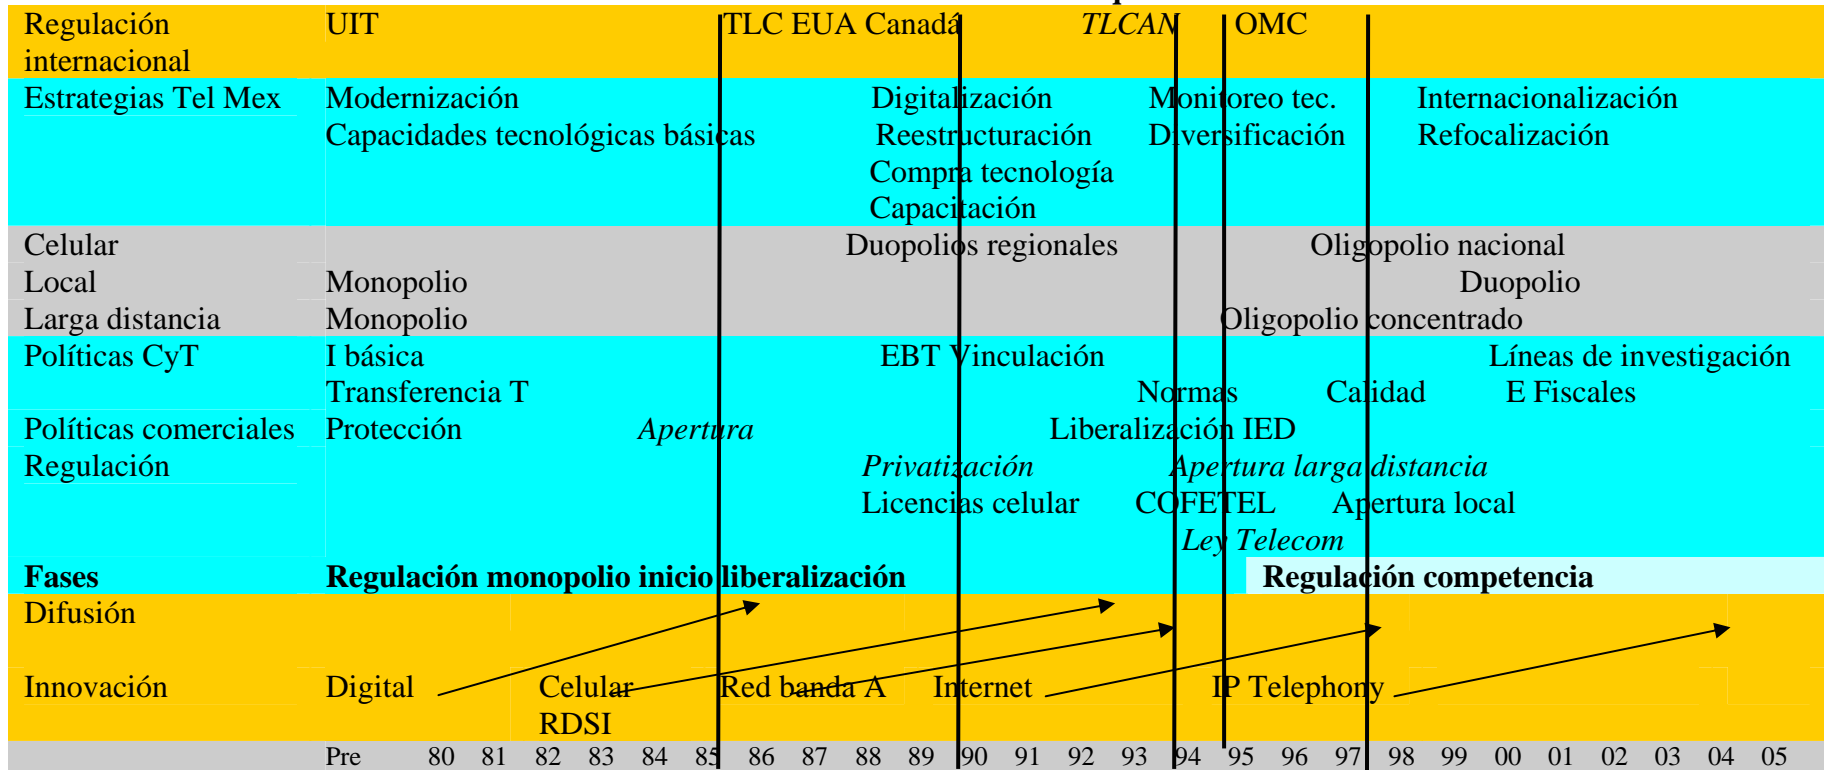 Regulación UIT TLC EUA Canadá TLCAN OMC
internacional
Estrategias Tel Mex Modernización Digitalización Monitoreo tec. Internacionalización
Capacidades tecnológicas básicas Reestructuración Diversificación Refocalización
Compra tecnología
Capacitación
Celular Duopolios regionales Oligopolio nacional
Local Monopolio Duopolio
Larga distancia Monopolio Oligopolio concentrado
Políticas CyT I básica EBT Vinculación Líneas de investigación
Transferencia T Normas Calidad E Fiscales
Políticas comerciales Protección Apertura Liberalización IED
Regulación Privatización Apertura larga distancia
Licencias celular COFETEL Apertura local
Ley Telecom
Fases Regulación monopolio inicio liberalización Regulación competencia
Difusión
Innovación Digital Celular Red banda A Internet IP Telephony
RDSI
Pre 80 81 82 83 84 85 86 87 88 89 90 91 92 93 94 95 96 97 98 99 00 01 02 03 04 05